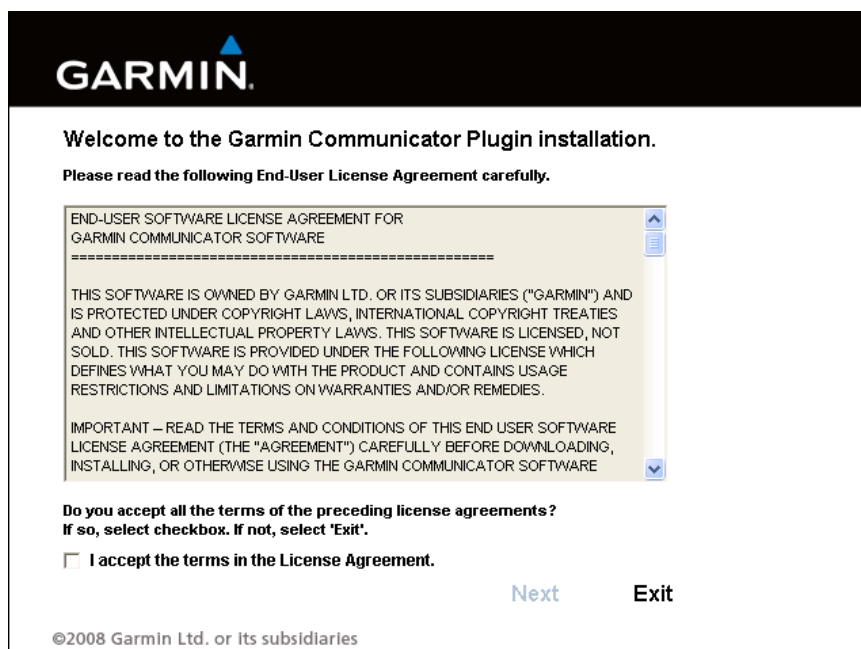 GARMIN.
Welcome to the Garmin Communicator Plugin installation.
Please read the following End-User License Agreement carefully.
END-USER SOFTWARE LICENSE AGREEMENT FOR
GARMIN COMMUNICATOR SOFTWARE
====================================================
THIS SOFTWARE IS OWNED BY GARMIN LTD. OR ITS SUBSIDIARIES ("GARMIN") AND
IS PROTECTED UNDER COPYRIGHT LAWS, INTERNATIONAL COPYRIGHT TREATIES
AND OTHER INTELLECTUAL PROPERTY LAWS. THIS SOFTWARE IS LICENSED, NOT
SOLD. THIS SOFTWARE IS PROVIDED UNDER THE FOLLOWING LICENSE WHICH
DEFINES WHAT YOU MAY DO WITH THE PRODUCT AND CONTAINS USAGE
RESTRICTIONS AND LIMITATIONS ON WARRANTIES AND/OR REMEDIES.
IMPORTANT – READ THE TERMS AND CONDITIONS OF THIS END USER SOFTWARE
LICENSE AGREEMENT (THE "AGREEMENT") CAREFULLY BEFORE DOWNLOADING,
INSTALLING, OR OTHERWISE USING THE GARMIN COMMUNICATOR SOFTWARE
Do you accept all the terms of the preceding license agreements?
If so, select checkbox. If not, select 'Exit'.
I accept the terms in the License Agreement.
Next Exit
©2008 Garmin Ltd. or its subsidiaries